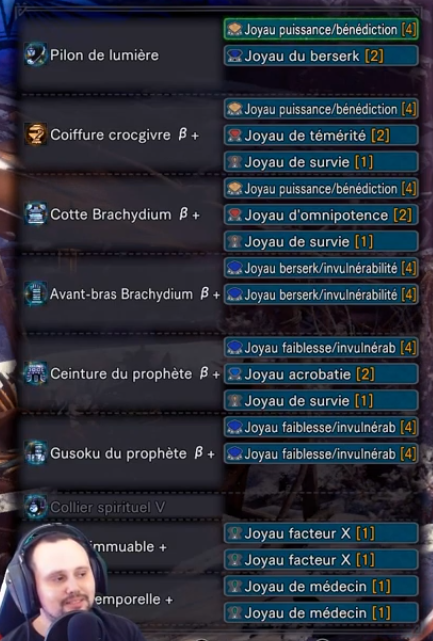 Joyau puissance/bénédiction [4]
Pilon de lumière
Joyau du berserk [2]
Joyau puissance/bénédiction [4]
Coiffure crocgivre β +
Joyau de témérité [2]
Joyau de survie [1]
Joyau puissance/bénédiction [4]
Cotte Brachydium β +
Joyau d'omnipotence [2]
Joyau de survie [1]
Joyau berserk/invulnérabilité [4]
Avant-bras Brachydium β +
Joyau berserk/invulnérabilité [4]
Joyau faiblesse/invulnérab [4]
Ceinture du prophète β +
Joyau acrobatie [2]
Joyau de survie [1]
Joyau faiblesse/invulnérab [4]
Gusoku du prophète β +
Joyau faiblesse/invulnérab [4]
Collier spirituel V
Joyau facteur X [1]
immuable +
Joyau facteur X [1]
Joyau de médecin [1]
emporelle +
Joyau de médecin [1]